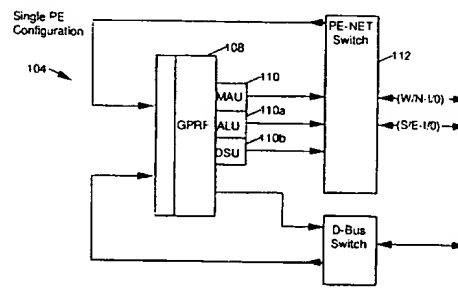 Single PE
Configuration
104
108
GPRF
MAU
ALU
DSU
110
110a
110b
PE-NET
Switch
112
(W/N-I/0)
(S/E-I/0)
D-Bus
Switch